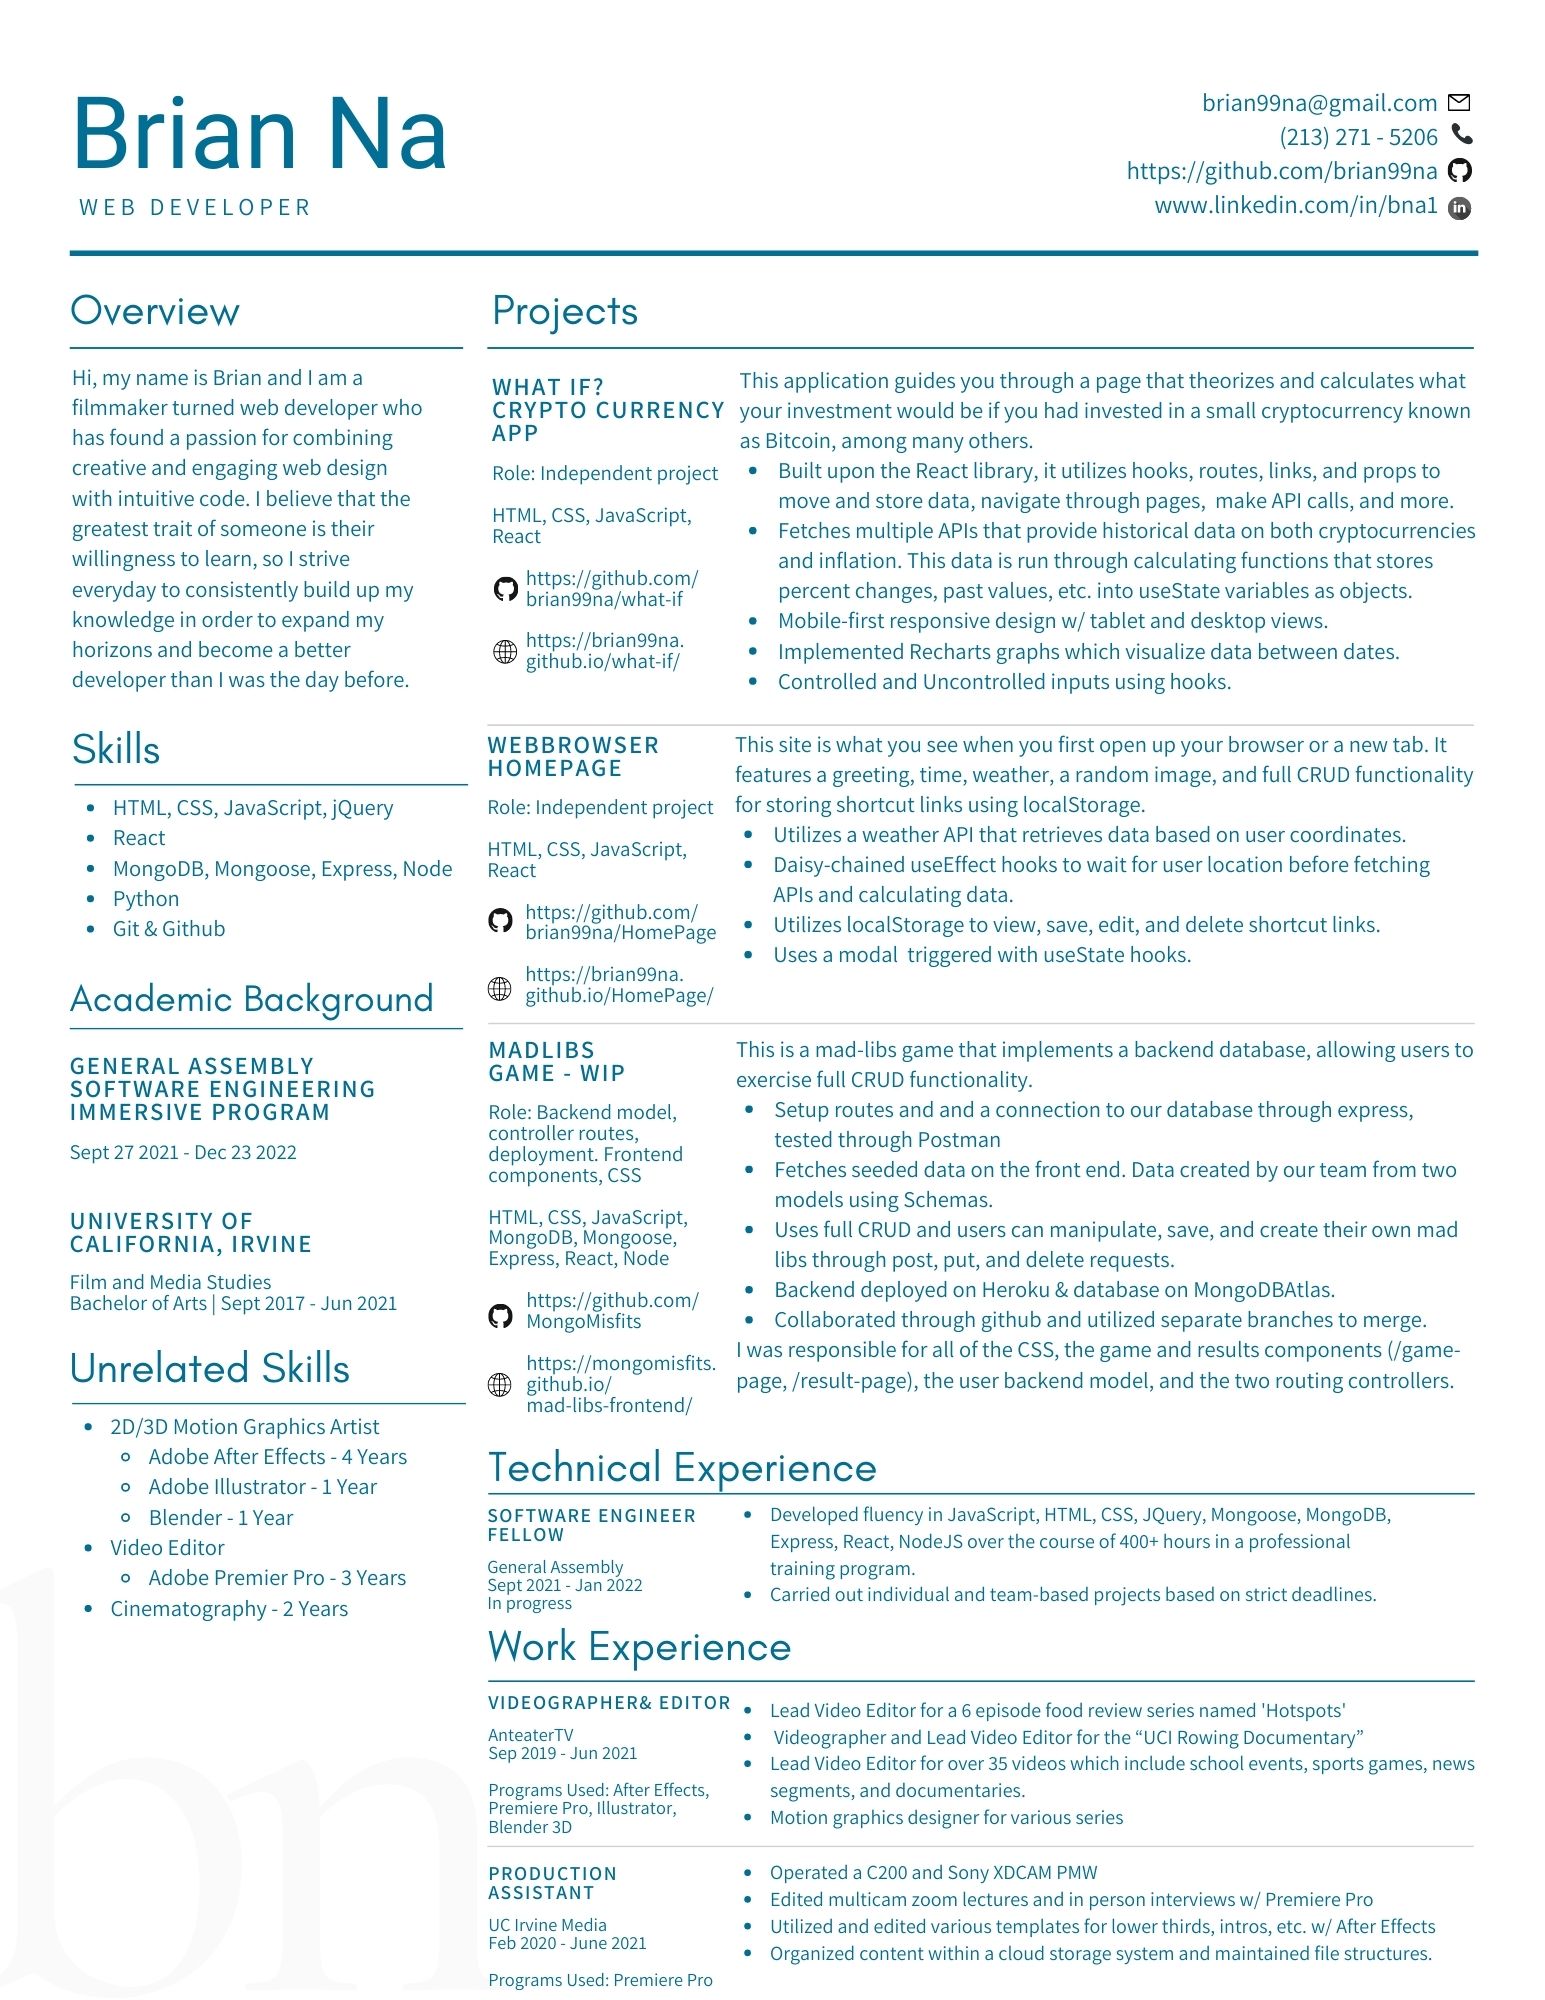 Brian Na
WEB DEVELOPER
brian99na@gmail.com
(213) 271 - 5206
https://github.com/brian99na
www.linkedin.com/in/bna1
in
Overview
Hi, my name is Brian and I am a
filmmaker turned web developer who
has found a passion for combining
creative and engaging web design
with intuitive code. I believe that the
greatest trait of someone is their
willingness to learn, so I strive
everyday to consistently build up my
knowledge in order to expand my
horizons and become a better
developer than I was the day before.
Skills
• HTML, CSS, JavaScript, jQuery
• React
• MongoDB, Mongoose, Express, Node
• Python
• Git & Github
Academic Background
GENERAL ASSEMBLY
SOFTWARE ENGINEERING
IMMERSIVE PROGRAM
Sept 27 2021 - Dec 23 2022
UNIVERSITY OF
CALIFORNIA, IRVINE
Film and Media Studies
Bachelor of Arts | Sept 2017 - Jun 2021
Unrelated Skills
• 2D/3D Motion Graphics Artist
◦ Adobe After Effects - 4 Years
◦ Adobe Illustrator - 1 Year
◦ Blender - 1 Year
• Video Editor
◦ Adobe Premier Pro - 3 Years
• Cinematography - 2 Years
bn
Projects
WHAT IF?
CRYPTO CURRENCY
APP
Role: Independent project
HTML, CSS, JavaScript,
React
https://github.com/
brian99na/what-if
https://brian99na.
github.io/what-if/
This application guides you through a page that theorizes and calculates what
your investment would be if you had invested in a small cryptocurrency known
as Bitcoin, among many others.
• Built upon the React library, it utilizes hooks, routes, links, and props to
move and store data, navigate through pages,  make API calls, and more.
• Fetches multiple APIs that provide historical data on both cryptocurrencies
and inflation. This data is run through calculating functions that stores
percent changes, past values, etc. into useState variables as objects.
• Mobile-first responsive design w/ tablet and desktop views.
• Implemented Recharts graphs which visualize data between dates.
• Controlled and Uncontrolled inputs using hooks.
WEBBROWSER
HOMEPAGE
Role: Independent project
HTML, CSS, JavaScript,
React
https://github.com/
brian99na/HomePage
https://brian99na.
github.io/HomePage/
This site is what you see when you first open up your browser or a new tab. It
features a greeting, time, weather, a random image, and full CRUD functionality
for storing shortcut links using localStorage.
• Utilizes a weather API that retrieves data based on user coordinates.
• Daisy-chained useEffect hooks to wait for user location before fetching
APIs and calculating data.
• Utilizes localStorage to view, save, edit, and delete shortcut links.
• Uses a modal  triggered with useState hooks.
MADLIBS
GAME - WIP
Role: Backend model,
controller routes,
deployment. Frontend
components, CSS
HTML, CSS, JavaScript,
MongoDB, Mongoose,
Express, React, Node
https://github.com/
MongoMisfits
https://mongomisfits.
github.io/
mad-libs-frontend/
This is a mad-libs game that implements a backend database, allowing users to
exercise full CRUD functionality.
• Setup routes and and a connection to our database through express,
tested through Postman
• Fetches seeded data on the front end. Data created by our team from two
models using Schemas.
• Uses full CRUD and users can manipulate, save, and create their own mad
libs through post, put, and delete requests.
• Backend deployed on Heroku & database on MongoDBAtlas.
• Collaborated through github and utilized separate branches to merge.
I was responsible for all of the CSS, the game and results components (/game-
page, /result-page), the user backend model, and the two routing controllers.
Technical Experience
SOFTWARE ENGINEER
FELLOW
General Assembly
Sept 2021 - Jan 2022
In progress
• Developed fluency in JavaScript, HTML, CSS, JQuery, Mongoose, MongoDB,
Express, React, NodeJS over the course of 400+ hours in a professional
training program.
• Carried out individual and team-based projects based on strict deadlines.
Work Experience
VIDEOGRAPHER& EDITOR
AnteaterTV
Sep 2019 - Jun 2021
Programs Used: After Effects,
Premiere Pro, Illustrator,
Blender 3D
• Lead Video Editor for a 6 episode food review series named 'Hotspots'
• Videographer and Lead Video Editor for the “UCI Rowing Documentary”
• Lead Video Editor for over 35 videos which include school events, sports games, news
segments, and documentaries.
• Motion graphics designer for various series
PRODUCTION
ASSISTANT
UC Irvine Media
Feb 2020 - June 2021
Programs Used: Premiere Pro
• Operated a C200 and Sony XDCAM PMW
• Edited multicam zoom lectures and in person interviews w/ Premiere Pro
• Utilized and edited various templates for lower thirds, intros, etc. w/ After Effects
• Organized content within a cloud storage system and maintained file structures.